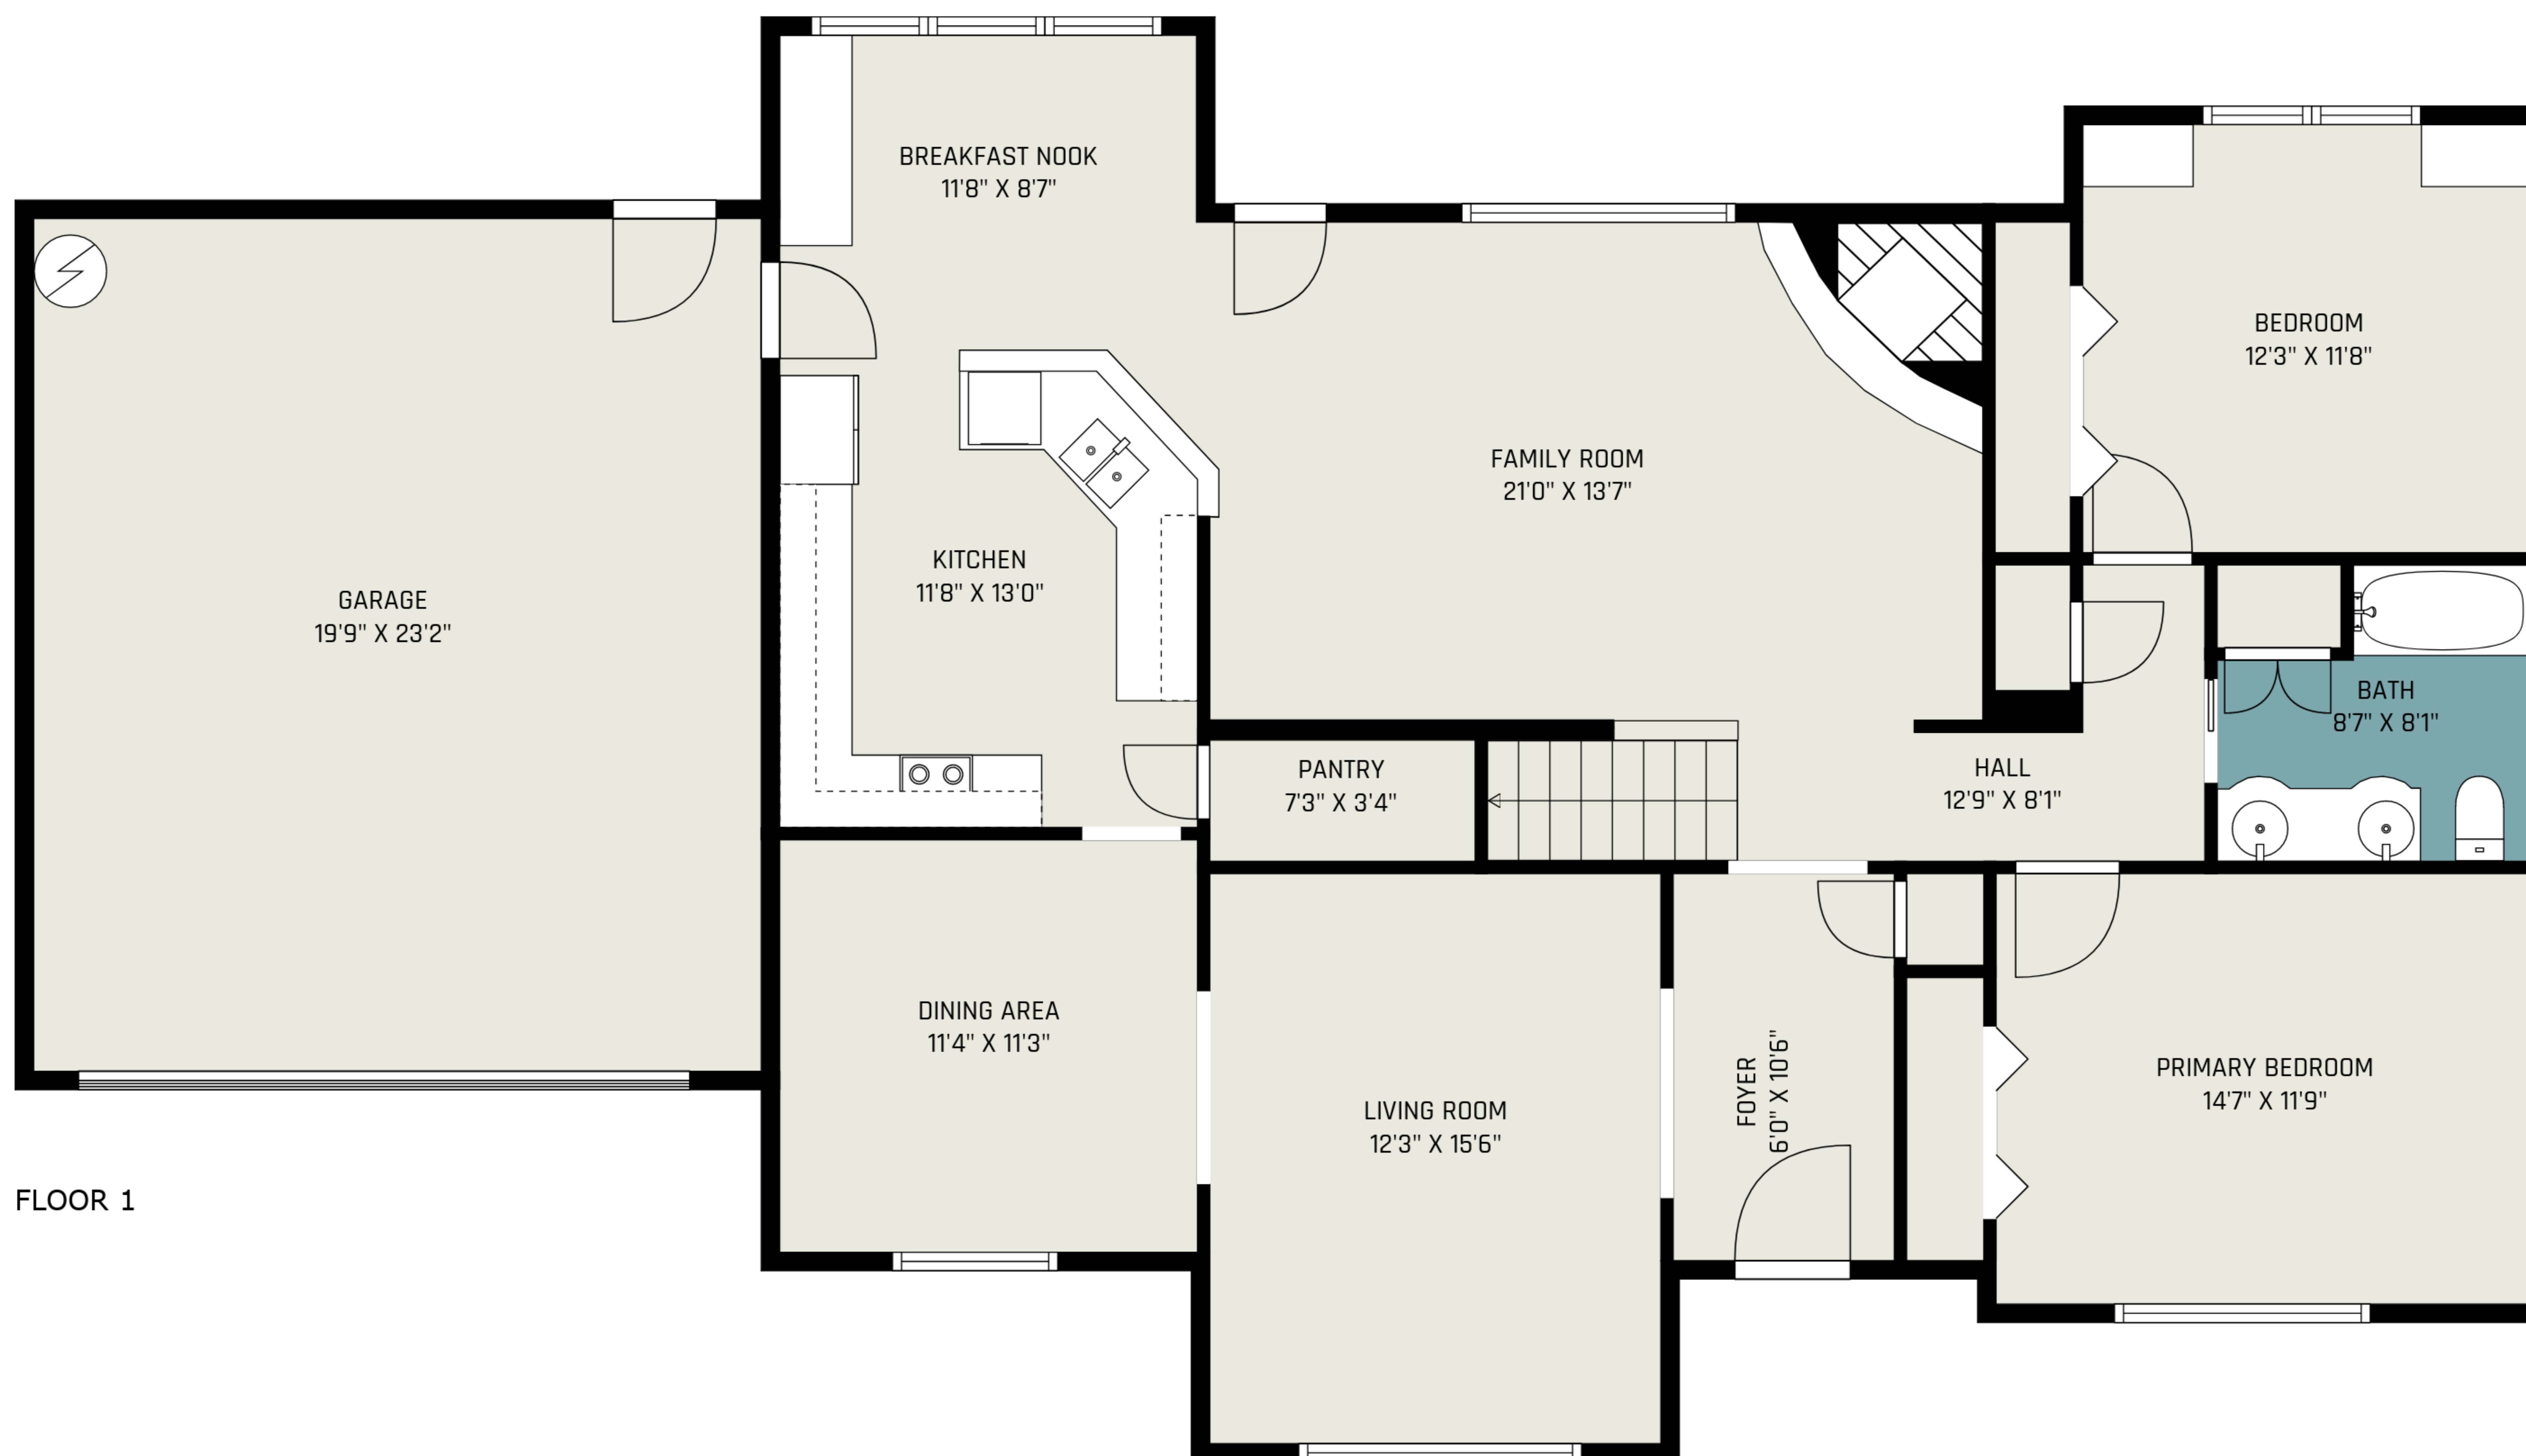 BREAKFAST NOOK
11'8" X 8'7"
BEDROOM
12'3" X 11'8"
FAMILY ROOM
21'0" X 13'7"
KITCHEN
11'8" X 13'0"
GARAGE
19'9" X 23'2"
BATH
8'7" X 8'1"
PANTRY
7'3" X 3'4"
HALL
12'9" X 8'1"
DINING AREA
11'4" X 11'3"
LIVING ROOM
12'3" X 15'6"
FOYER
6'0" X 10'6"
PRIMARY BEDROOM
14'7" X 11'9"
FLOOR 1